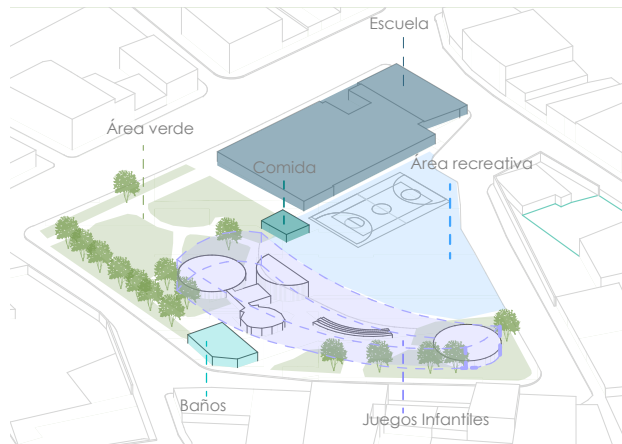 Escuela
Área verde
Comida
Área recreativa
Baños
Juegos Infantiles